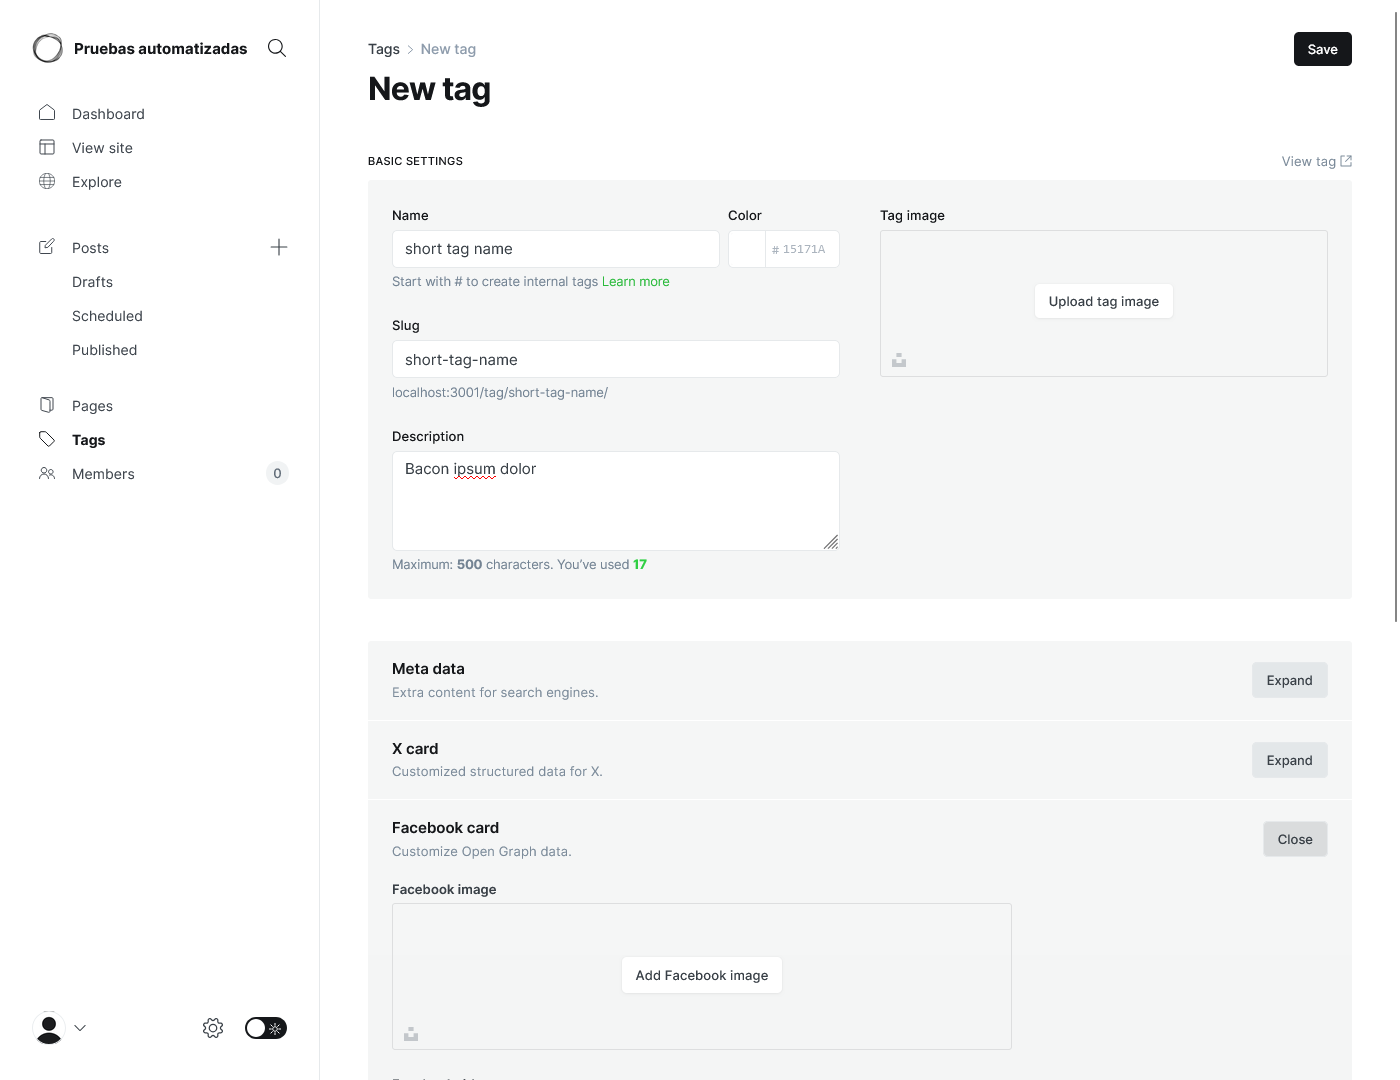 Pruebas automatizadas
Dashboard
View site
Explore
Posts
Drafts
Scheduled
Published
Pages
Tags
Members
0
Tags > New tag
Save
New tag
BASIC SETTINGS
View tag
Name
short tag name
Start with # to create internal tags Learn more
Color
# 15171A
Slug
short-tag-name
localhost:3001/tag/short-tag-name/
Description
Bacon ipsum dolor
Maximum: 500 characters. You've used 17
Tag image
Upload tag image
Meta data
Extra content for search engines.
Expand
X card
Customized structured data for X.
Expand
Facebook card
Customize Open Graph data.
Close
Facebook image
Add Facebook image